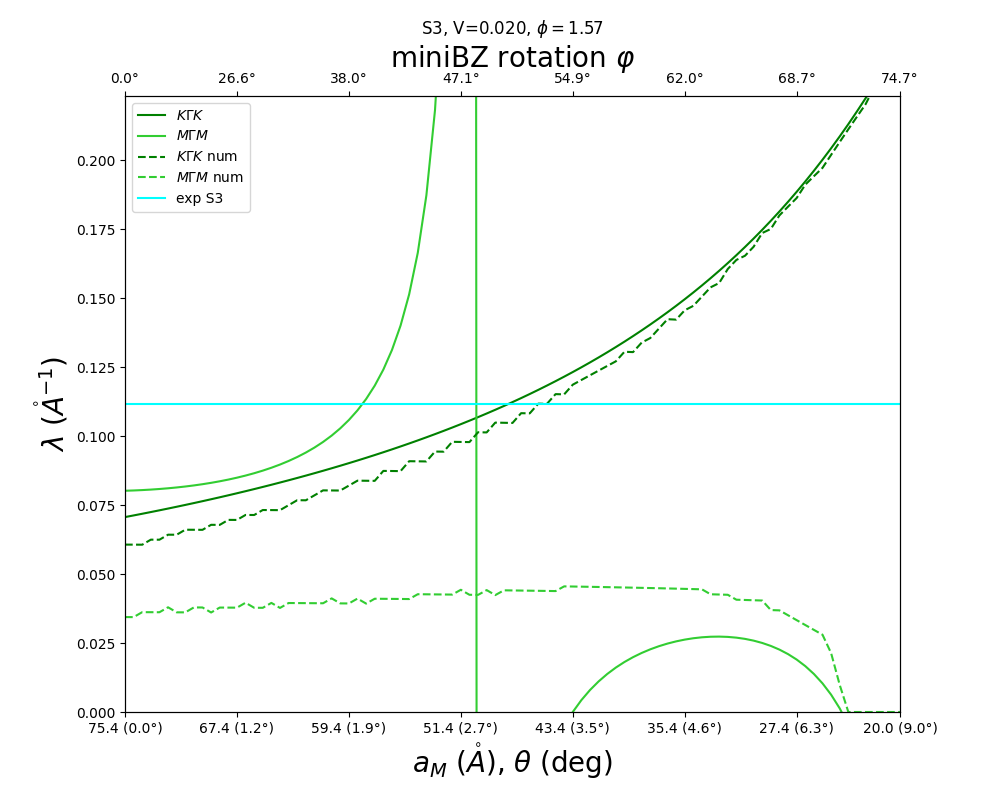 S3, V=0.020, ϕ = 1.57
miniBZ rotation φ
0.0° 26.6° 38.0° 47.1° 54.9° 62.0° 68.7° 74.7°
KΓK
MΓM
KΓK num
MΓM num
exp S3
0.200
0.175
0.150
0.125
0.100
0.075
0.050
0.025
0.000
λ (Å⁻¹)
75.4 (0.0°) 67.4 (1.2°) 59.4 (1.9°) 51.4 (2.7°) 43.4 (3.5°) 35.4 (4.6°) 27.4 (6.3°) 20.0 (9.0°)
a_M (Å), θ (deg)